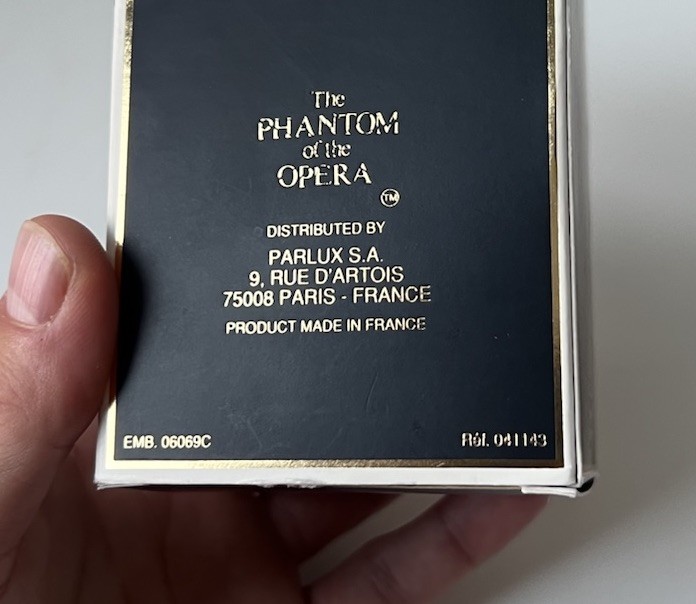 The
PHANTOM
of the
OPERA
TM
DISTRIBUTED BY
PARLUX S.A.
9, RUE D'ARTOIS
75008 PARIS - FRANCE
PRODUCT MADE IN FRANCE
EMB. 06069C
Réf. 041143